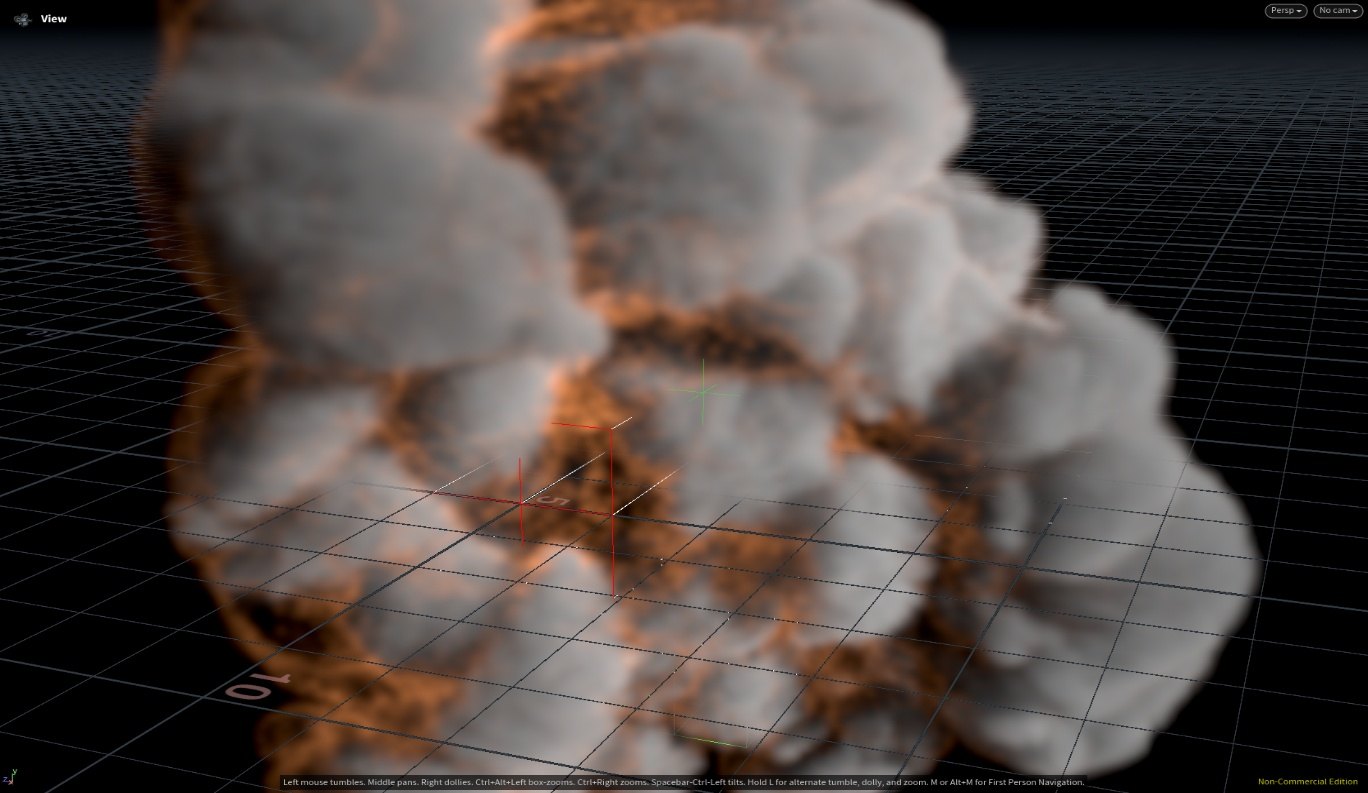 View
Persp
No cam
5
5
10
z
y
Left mouse tumbles. Middle pans. Right dollies. Ctrl+Alt+Left box-zooms. Ctrl+Right zooms. Spacebar-Ctrl-Left tilts. Hold L for alternate tumble, dolly, and zoom. M or Alt+M for First Person Navigation.
Non-Commercial Edition